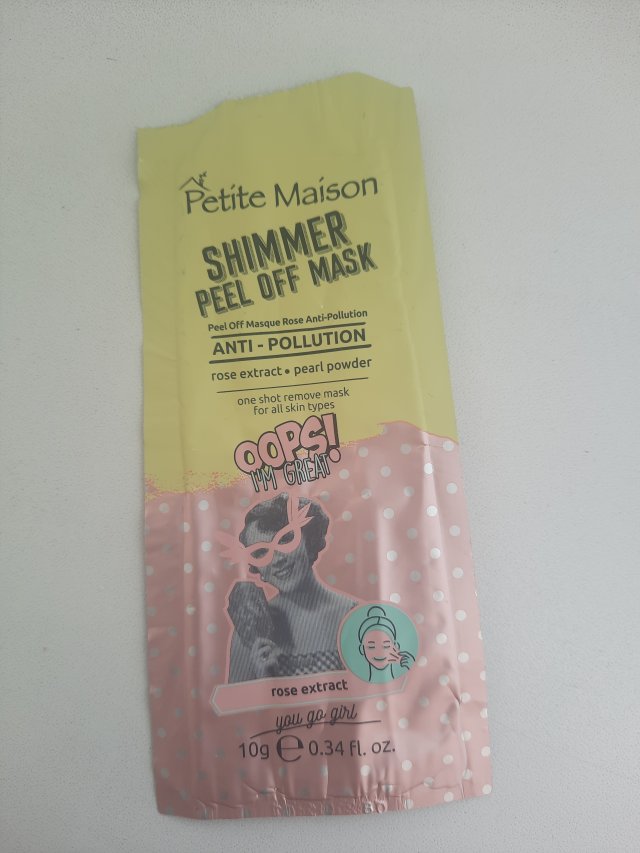 Petite Maison
SHIMMER
PEEL OFF MASK
Peel Off Masque Rose Anti-Pollution
ANTI - POLLUTION
rose extract • pearl powder
one shot remove mask
for all skin types
OOPS!
I'M GREAT
rose extract
you go girl
10g ℮ 0.34 fl. oz.